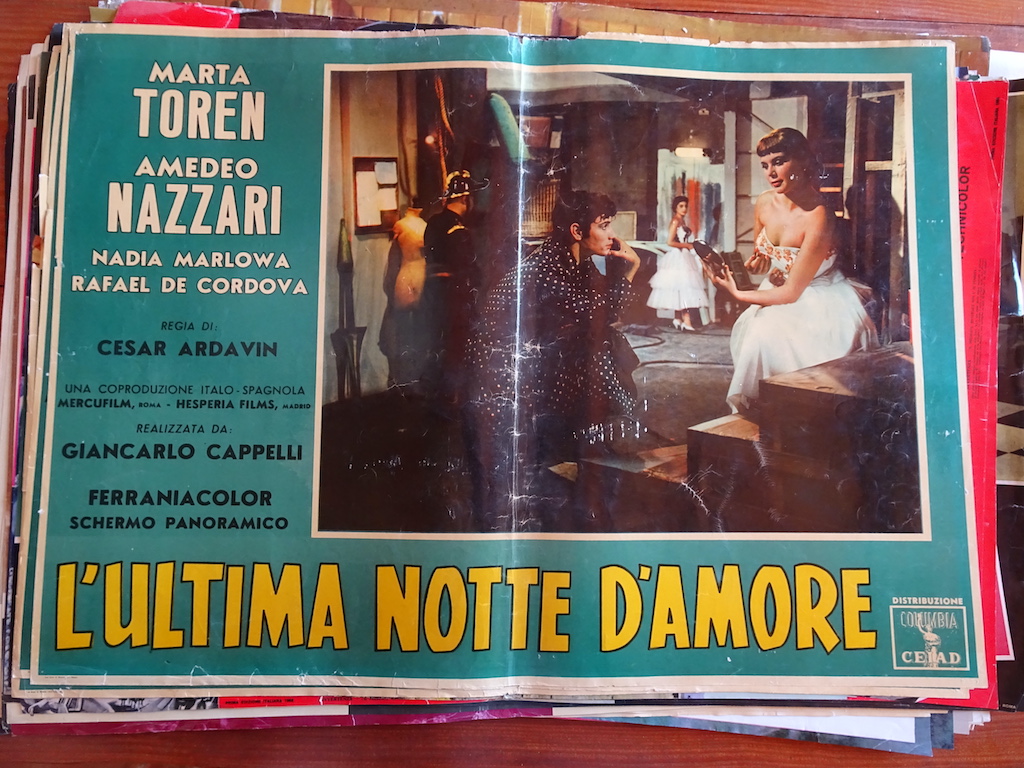 MARTA
TOREN
AMEDEO
NAZZARI
NADIA MARLOWA
RAFAEL DE CORDOVA
REGIA DI:
CESAR ARDAVIN
UNA COPRODUZIONE ITALO-SPAGNOLA
MERCUFILM, ROMA - HESPERIA FILMS, MADRID
REALIZZATA DA:
GIANCARLO CAPPELLI
FERRANIACOLOR
SCHERMO PANORAMICO
L'ULTIMA NOTTE D'AMORE
DISTRIBUZIONE
COLUMBIA
CEIAD